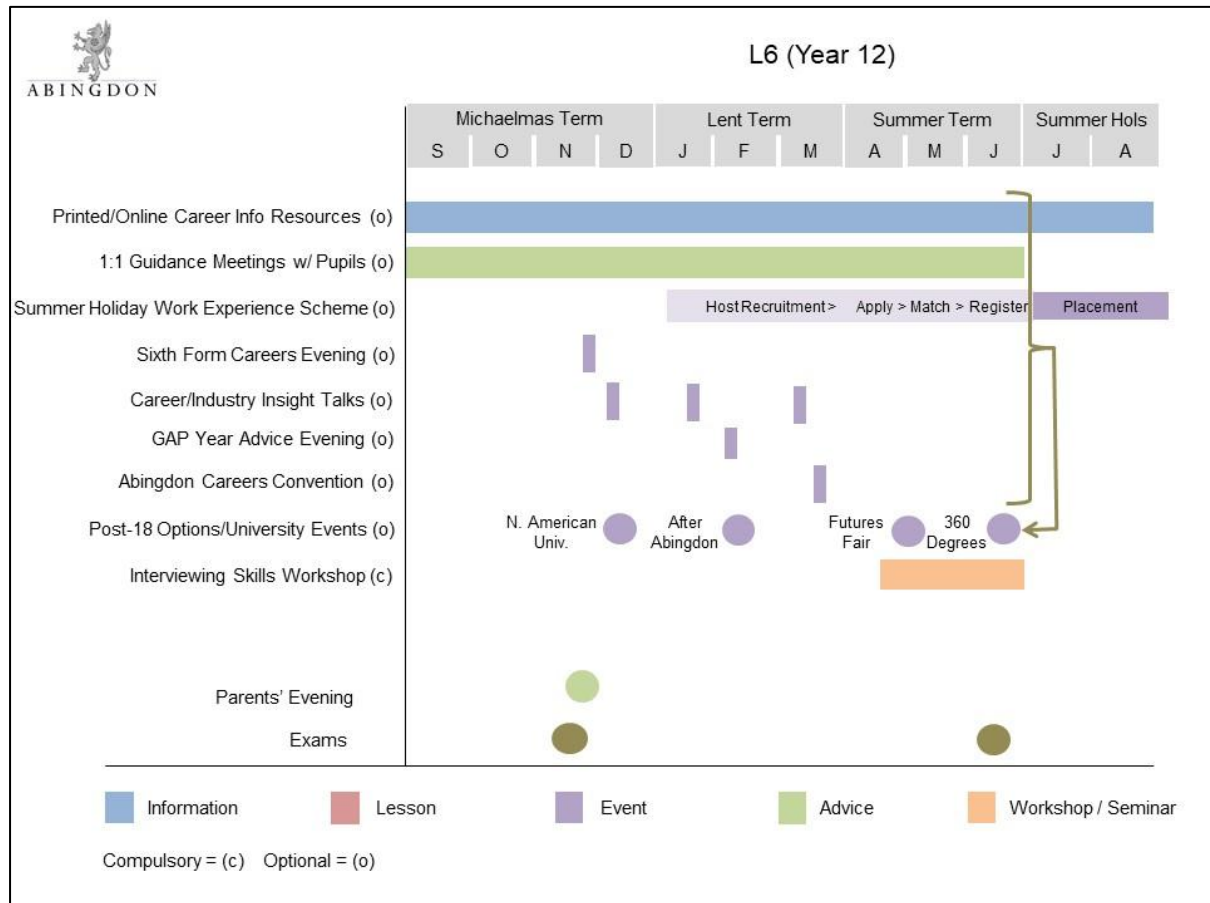 ABINGDON
L6 (Year 12)
Michaelmas Term Lent Term Summer Term Summer Hols
S O N D J F M A M J J A
Printed/Online Career Info Resources (o)
1:1 Guidance Meetings w/ Pupils (o)
Summer Holiday Work Experience Scheme (o) Host Recruitment > Apply > Match > Register Placement
Sixth Form Careers Evening (o)
Career/Industry Insight Talks (o)
GAP Year Advice Evening (o)
Abingdon Careers Convention (o)
Post-18 Options/University Events (o)
N. American
Univ.
After
Abingdon
Futures
Fair
360
Degrees
Interviewing Skills Workshop (c)
Parents' Evening
Exams
Information Lesson Event Advice Workshop / Seminar
Compulsory = (c) Optional = (o)